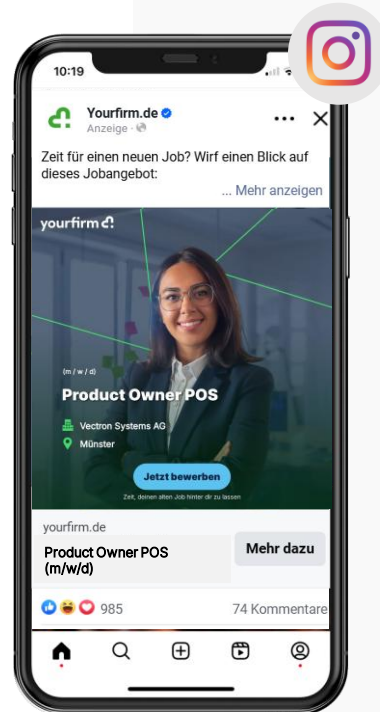 10:19
Yourfirm.de
Anzeige ·
Zeit für einen neuen Job? Wirf einen Blick auf
dieses Jobangebot:
... Mehr anzeigen
yourfirm
(m / w / d)
Product Owner POS
Vectron Systems AG
Münster
Jetzt bewerben
Zeit, deinen alten Job hinter dir zu lassen
yourfirm.de
Product Owner POS
(m/w/d)
Mehr dazu
985
74 Kommentare